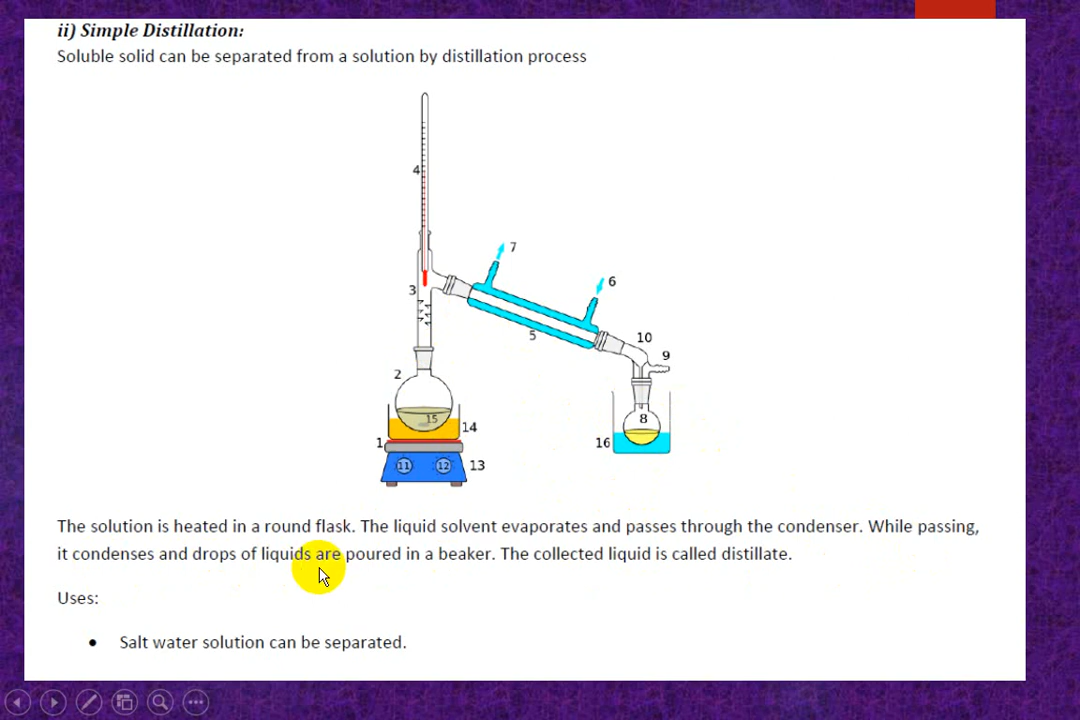 ii) Simple Distillation:
Soluble solid can be separated from a solution by distillation process
4
7
6
3
5
10
9
2
8
15
14
16
1
11 12 13
The solution is heated in a round flask. The liquid solvent evaporates and passes through the condenser. While passing,
it condenses and drops of liquids are poured in a beaker. The collected liquid is called distillate.
Uses:
• Salt water solution can be separated.